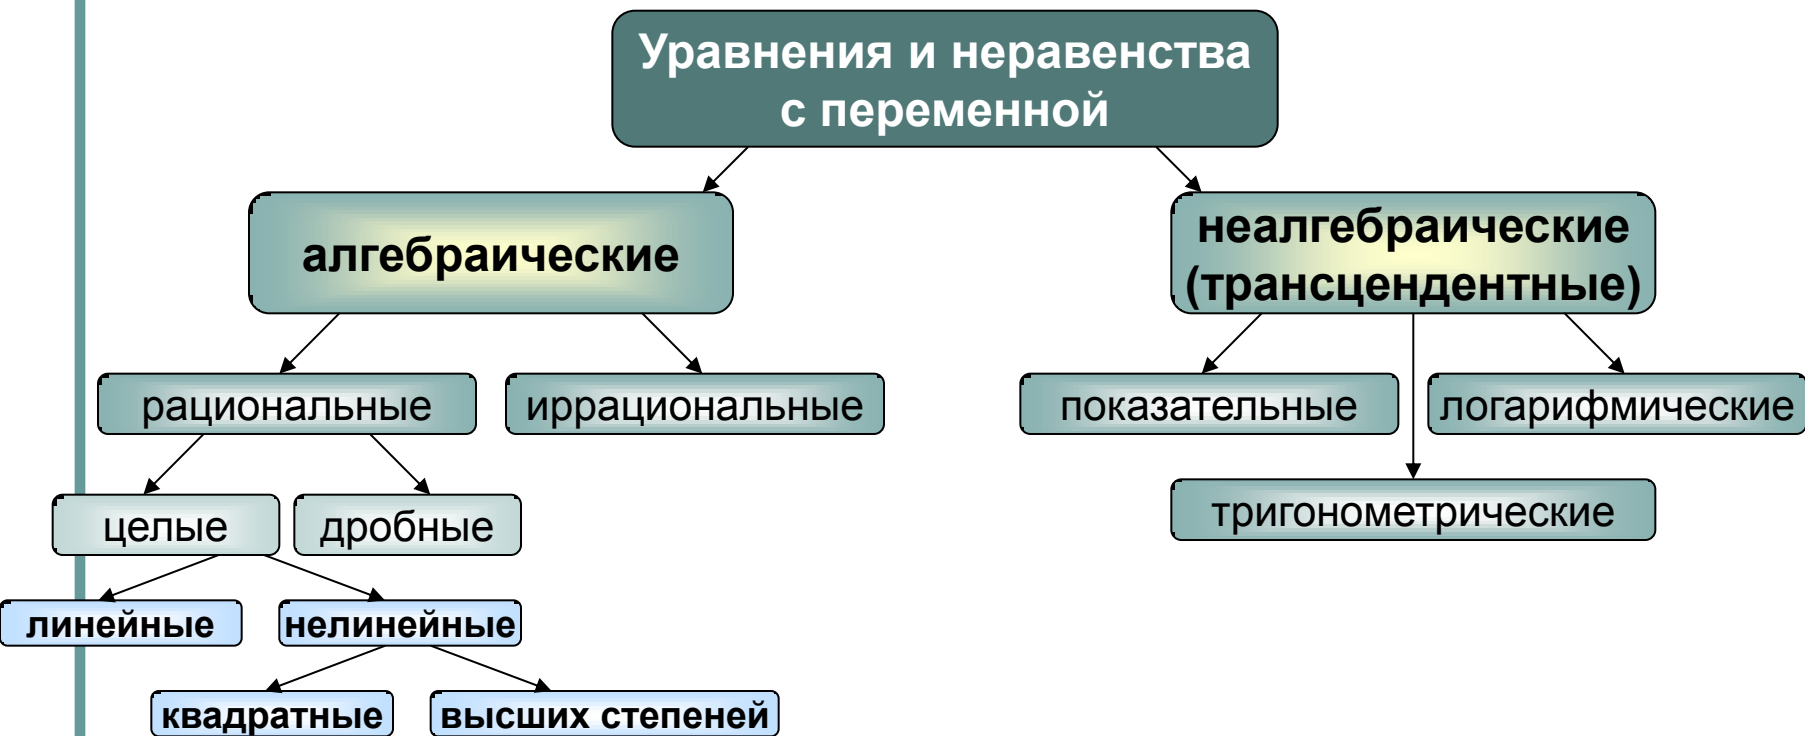 Уравнения и неравенства
с переменной
алгебраические
неалгебраические
(трансцендентные)
рациональные
иррациональные
показательные
логарифмические
тригонометрические
целые
дробные
линейные
нелинейные
квадратные
высших степеней